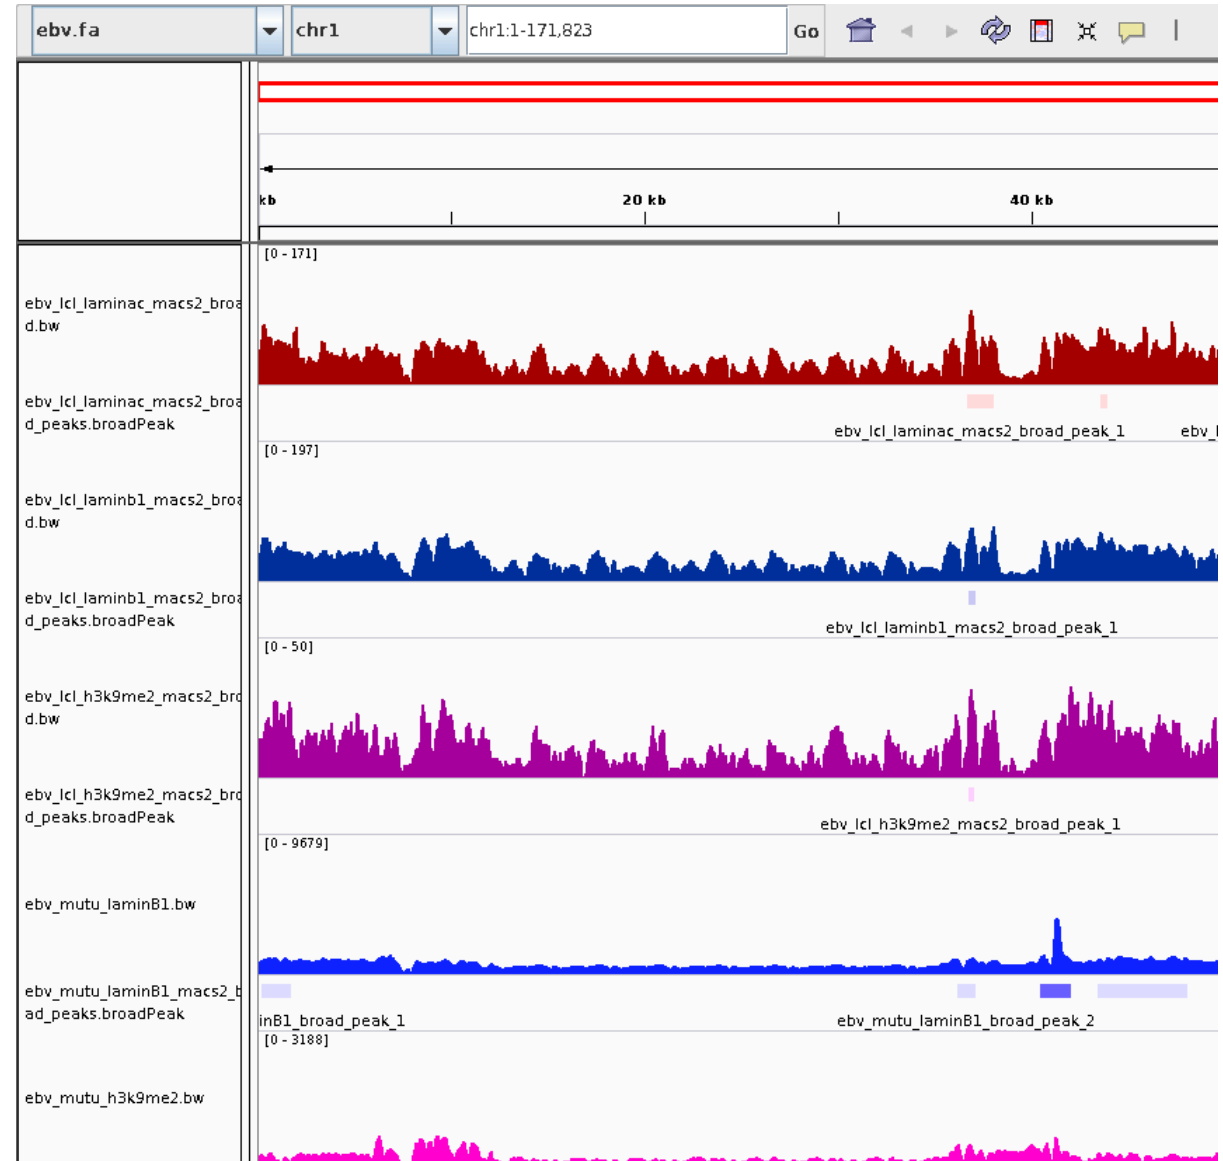 ebv.fa chr1 chr1:1-171,823 Go
kb 20 kb 40 kb
[0 - 171]
ebv_lcl_laminac_macs2_broa
d.bw
ebv_lcl_laminac_macs2_broa
d_peaks.broadPeak
ebv_lcl_laminac_macs2_broad_peak_1 ebv_l
[0 - 197]
ebv_lcl_laminb1_macs2_broa
d.bw
ebv_lcl_laminb1_macs2_broa
d_peaks.broadPeak
ebv_lcl_laminb1_macs2_broad_peak_1
[0 - 50]
ebv_lcl_h3k9me2_macs2_bro
d.bw
ebv_lcl_h3k9me2_macs2_bro
d_peaks.broadPeak
ebv_lcl_h3k9me2_macs2_broad_peak_1
[0 - 9679]
ebv_mutu_laminB1.bw
ebv_mutu_laminB1_macs2_b
ad_peaks.broadPeak
inB1_broad_peak_1 ebv_mutu_laminB1_broad_peak_2
[0 - 3188]
ebv_mutu_h3k9me2.bw